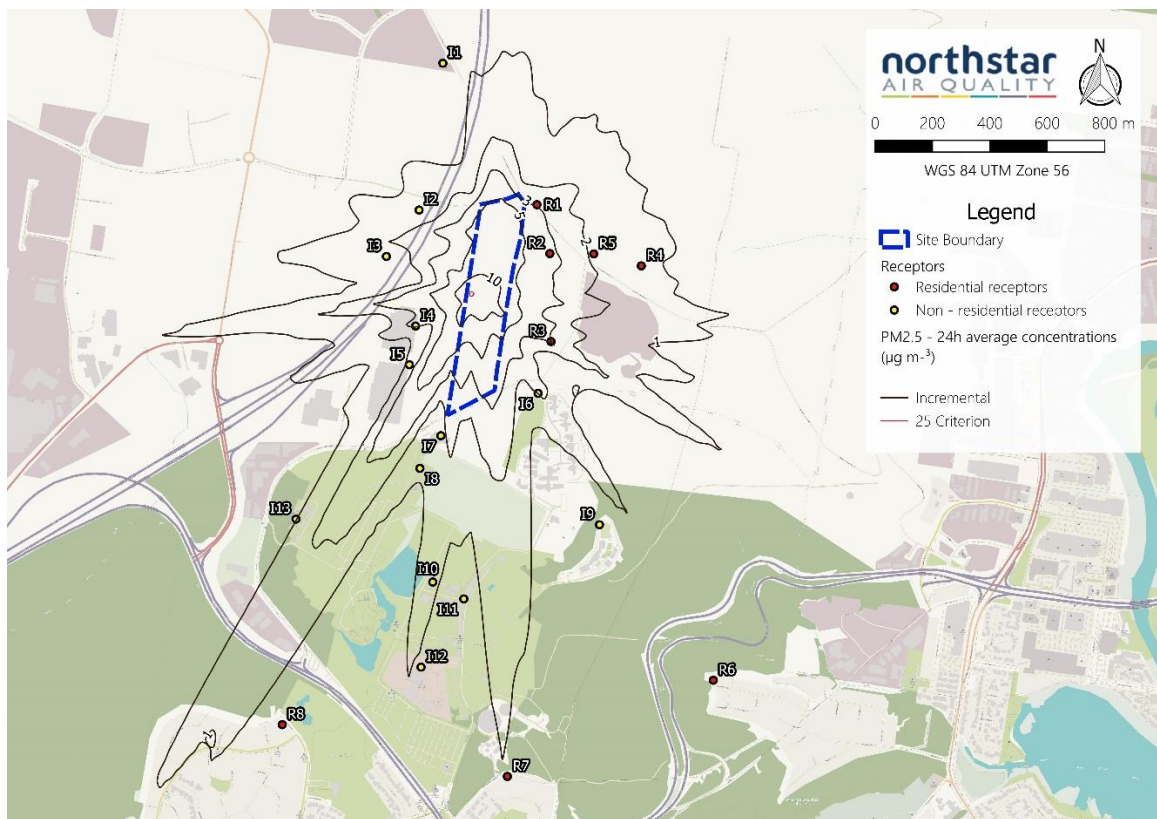 northstar
AIR QUALITY
N
0 200 400 600 800 m
WGS 84 UTM Zone 56
Legend
Site Boundary
Receptors
Residential receptors
Non - residential receptors
PM2.5 - 24h average concentrations
(µg m-³)
Incremental
25 Criterion
I1
I2
3
R1
5
I3
R2
2
R5
R4
10
I4
R3
1
I5
I6
I7
I8
I13
I9
I10
I11
I12
R6
R8
R7